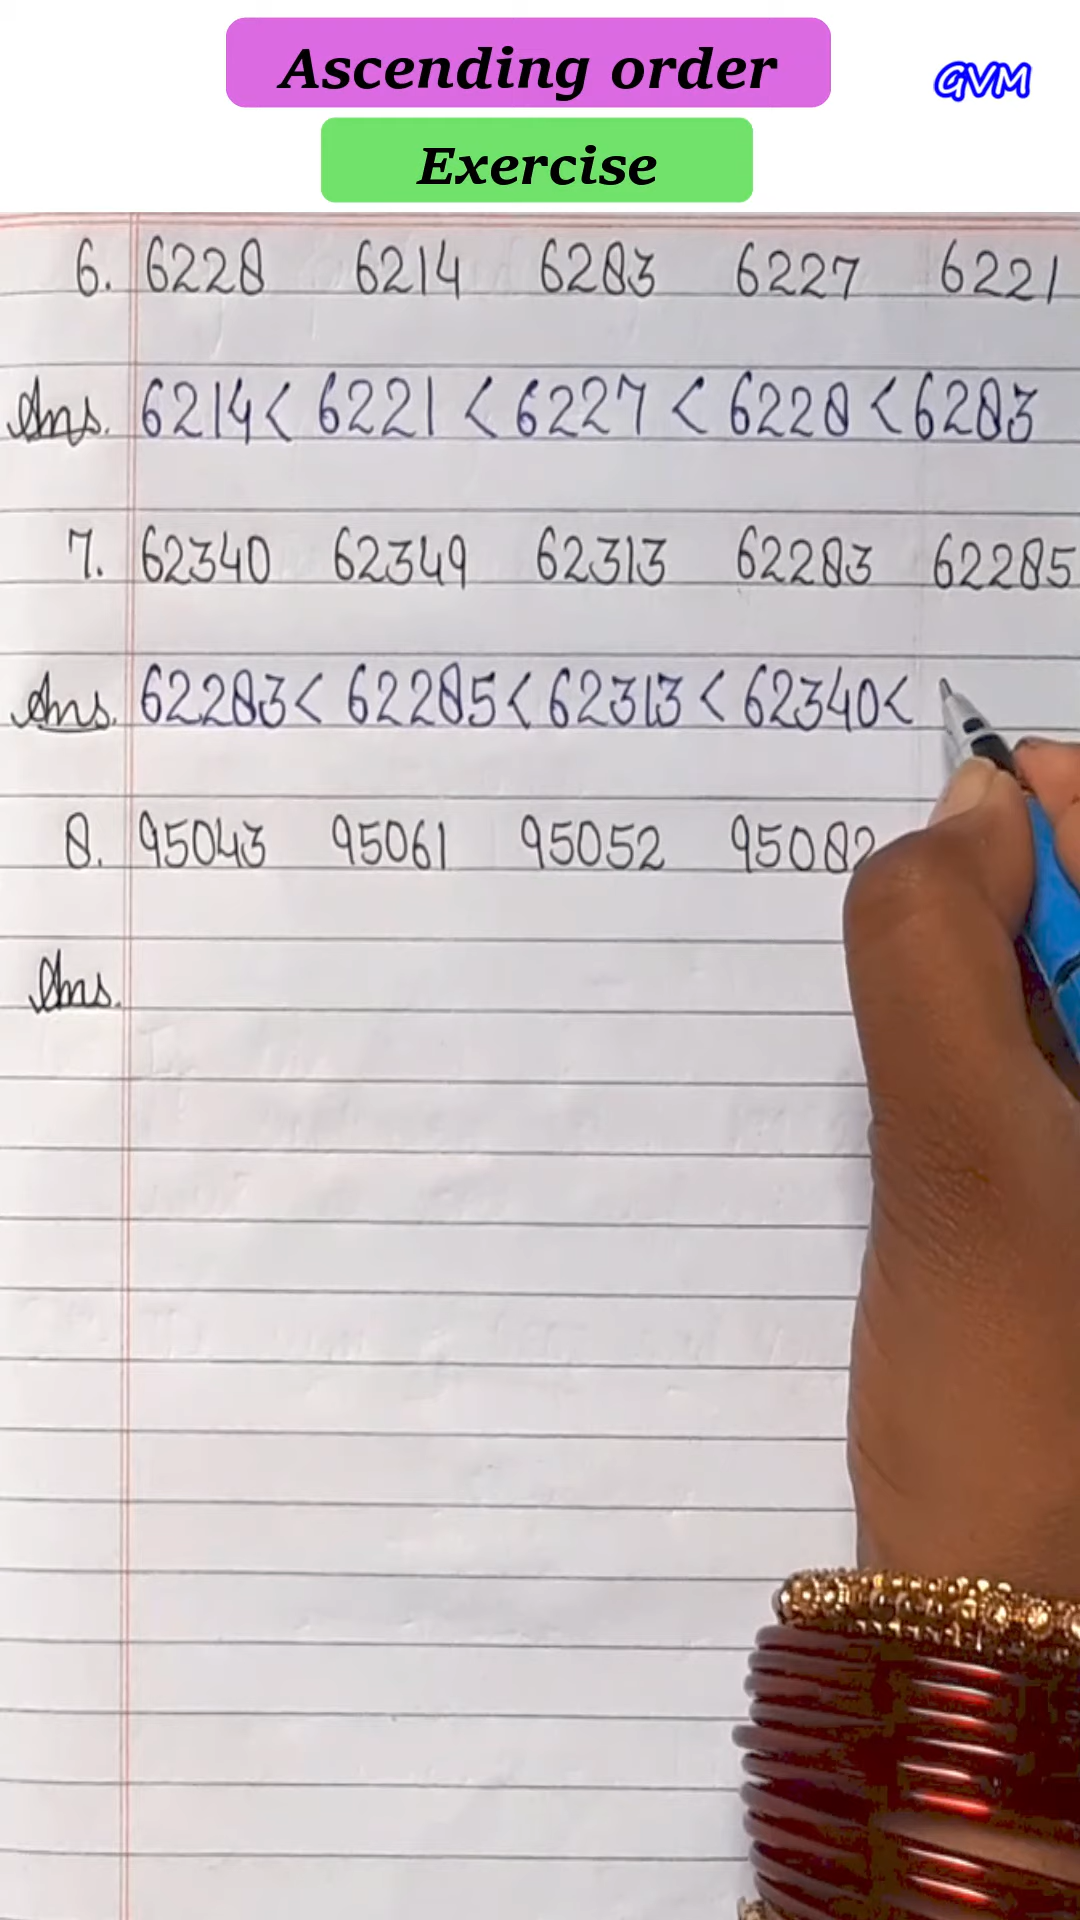 Ascending order
GVM
Exercise
6. 6228 6214 6283 6227 6221
Ans. 6214 < 6221 < 6227 < 6228 < 6283
7. 62340 62349 62313 62283 62285
Ans. 62283 < 62285 < 62313 < 62340 <
8. 95043 95061 95052 95082
Ans.